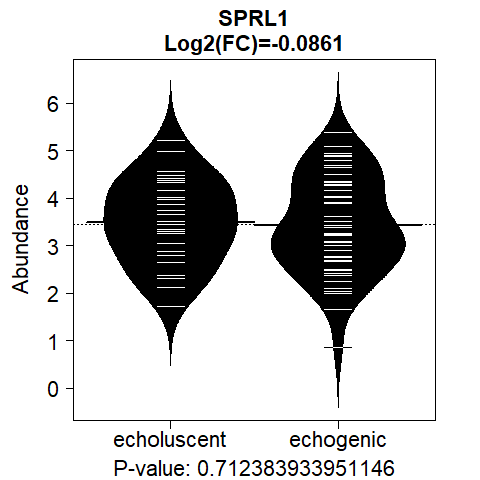 SPRL1
Log2(FC)=-0.0861
Abundance
6
5
4
3
2
1
0
echoluscent echogenic
P-value: 0.712383933951146